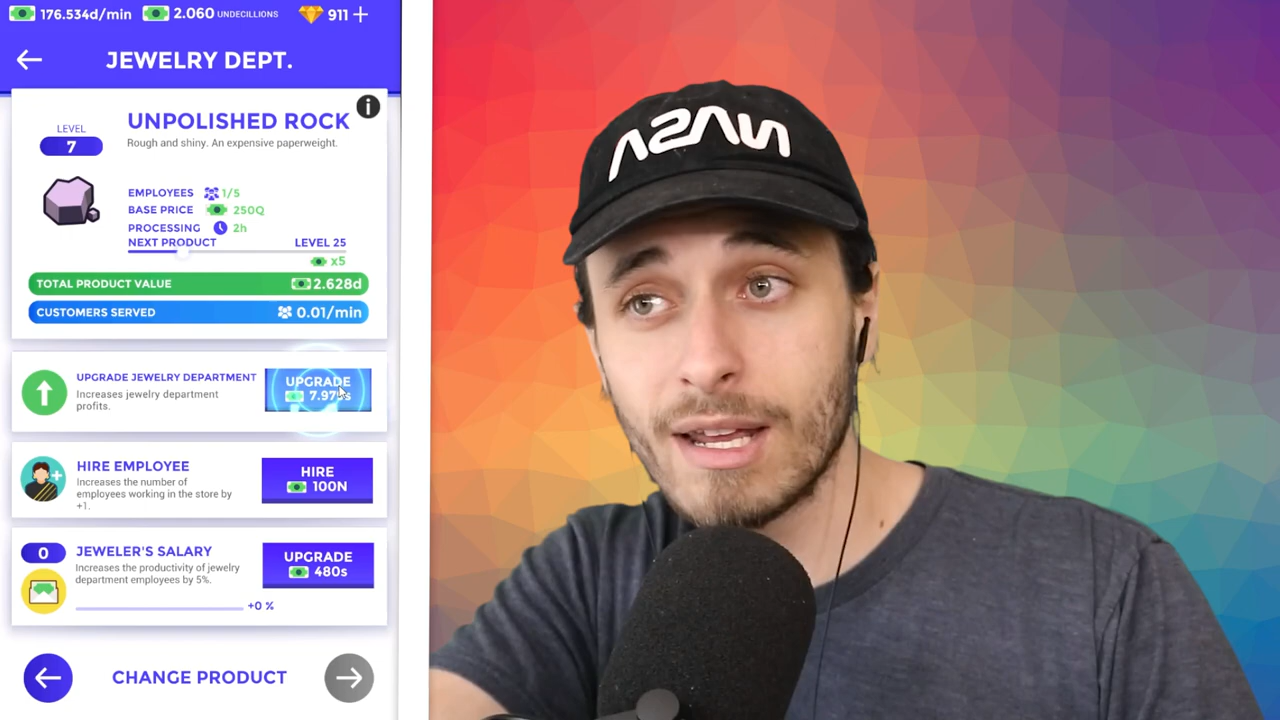 176.534d/min 2.060 UNDECILLIONS 911 +
JEWELRY DEPT.
UNPOLISHED ROCK
Rough and shiny. An expensive paperweight.
LEVEL
7
EMPLOYEES 1/5
BASE PRICE 250Q
PROCESSING 2h
NEXT PRODUCT LEVEL 25
x5
TOTAL PRODUCT VALUE 2.628d
CUSTOMERS SERVED 0.01/min
UPGRADE JEWELRY DEPARTMENT
Increases jewelry department
profits.
UPGRADE
HIRE EMPLOYEE
Increases the number of
employees working in the store by
+1.
HIRE
100N
0
JEWELER'S SALARY
Increases the productivity of jewelry
department employees by 5%.
+0 %
UPGRADE
480s
CHANGE PRODUCT
NASA